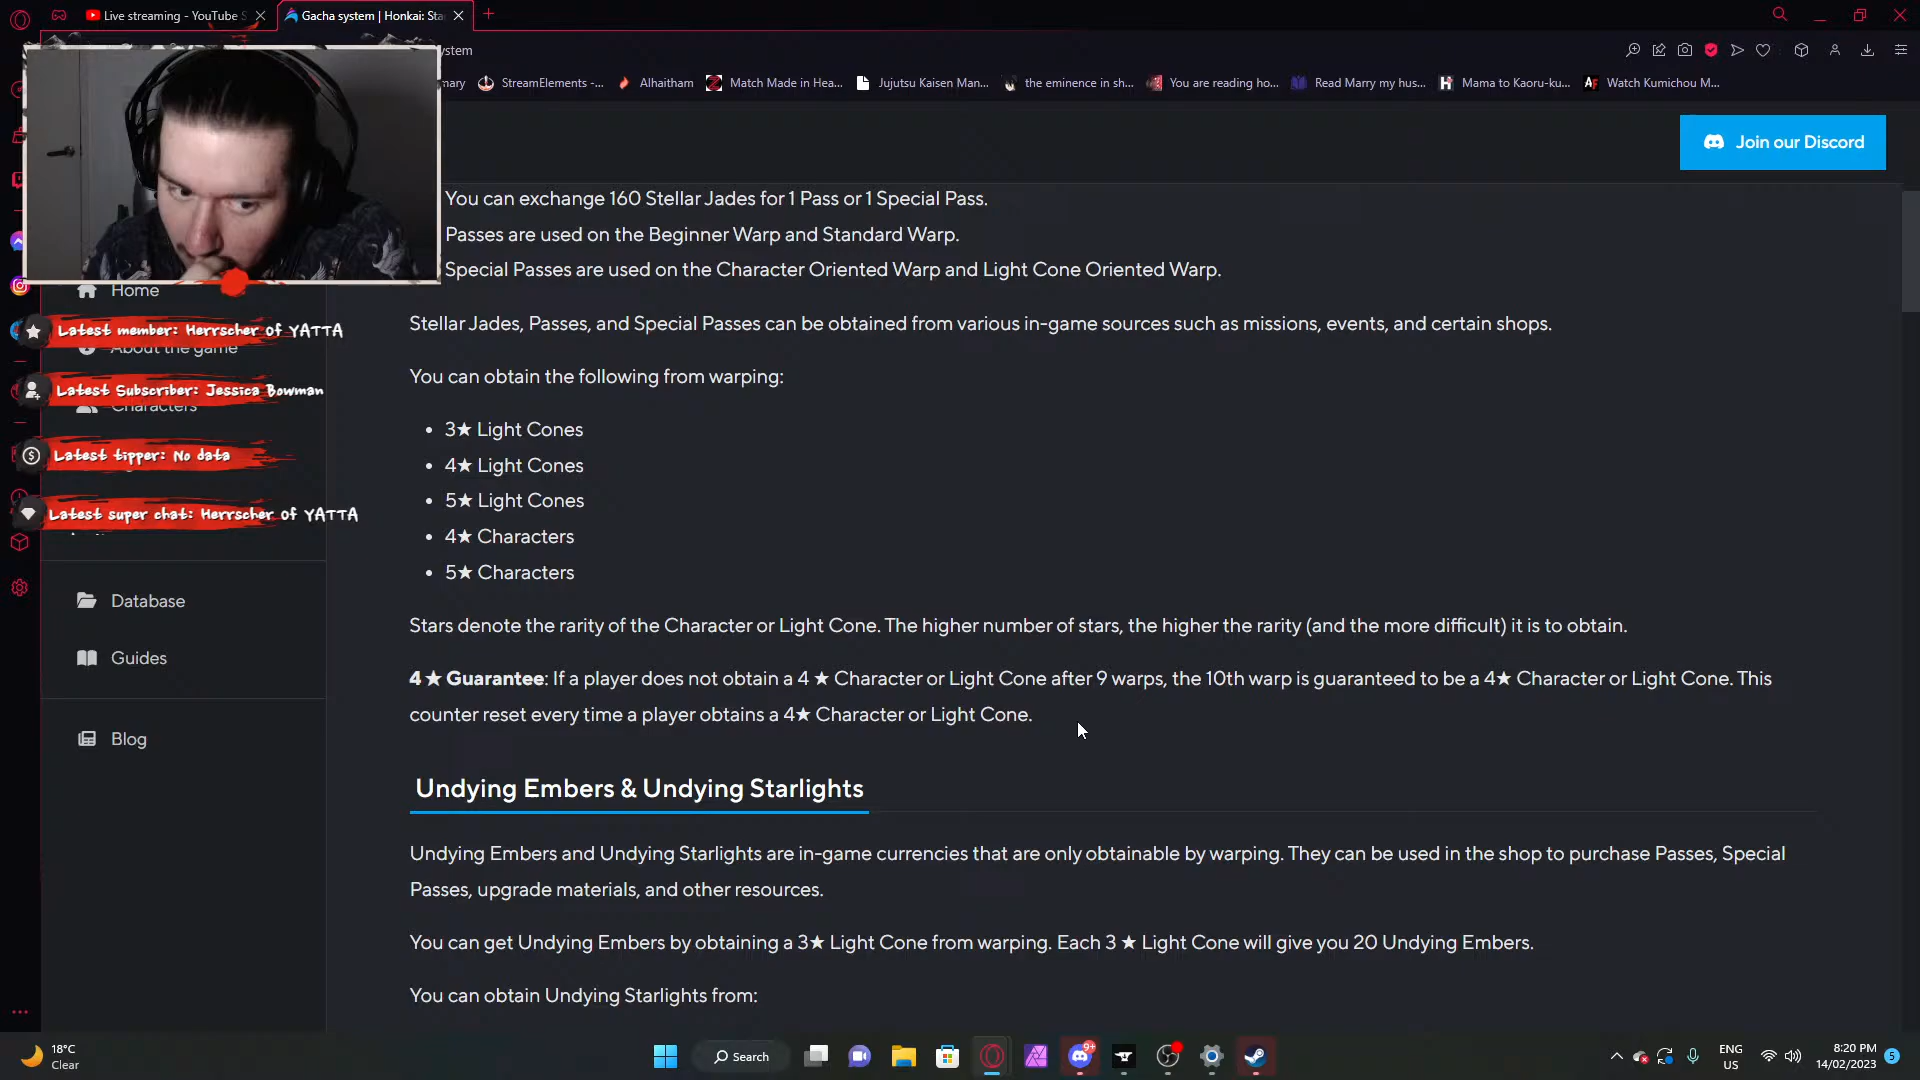 Live streaming - YouTube S
Gacha system | Honkai: Sta
ystem
mary
StreamElements -...
Alhaitham
Match Made in Hea...
Jujutsu Kaisen Man...
the eminence in sh...
You are reading ho...
Read Marry my hus...
Mama to Kaoru-ku...
Watch Kumichou M...
Join our Discord
You can exchange 160 Stellar Jades for 1 Pass or 1 Special Pass.
Passes are used on the Beginner Warp and Standard Warp.
Special Passes are used on the Character Oriented Warp and Light Cone Oriented Warp.
Home
Latest member: Herrscher of YATTA
About the game
Latest Subscriber: Jessica Bowman
Characters
Latest tipper: No data
Latest super chat: Herrscher of YATTA
Database
Guides
Blog
Stellar Jades, Passes, and Special Passes can be obtained from various in-game sources such as missions, events, and certain shops.
You can obtain the following from warping:
• 3★ Light Cones
• 4★ Light Cones
• 5★ Light Cones
• 4★ Characters
• 5★ Characters
Stars denote the rarity of the Character or Light Cone. The higher number of stars, the higher the rarity (and the more difficult) it is to obtain.
4★ Guarantee: If a player does not obtain a 4 ★ Character or Light Cone after 9 warps, the 10th warp is guaranteed to be a 4★ Character or Light Cone. This
counter reset every time a player obtains a 4★ Character or Light Cone.
Undying Embers & Undying Starlights
Undying Embers and Undying Starlights are in-game currencies that are only obtainable by warping. They can be used in the shop to purchase Passes, Special
Passes, upgrade materials, and other resources.
You can get Undying Embers by obtaining a 3★ Light Cone from warping. Each 3 ★ Light Cone will give you 20 Undying Embers.
You can obtain Undying Starlights from:
18°C
Clear
Search
9+
ENG
US
8:20 PM
14/02/2023
5